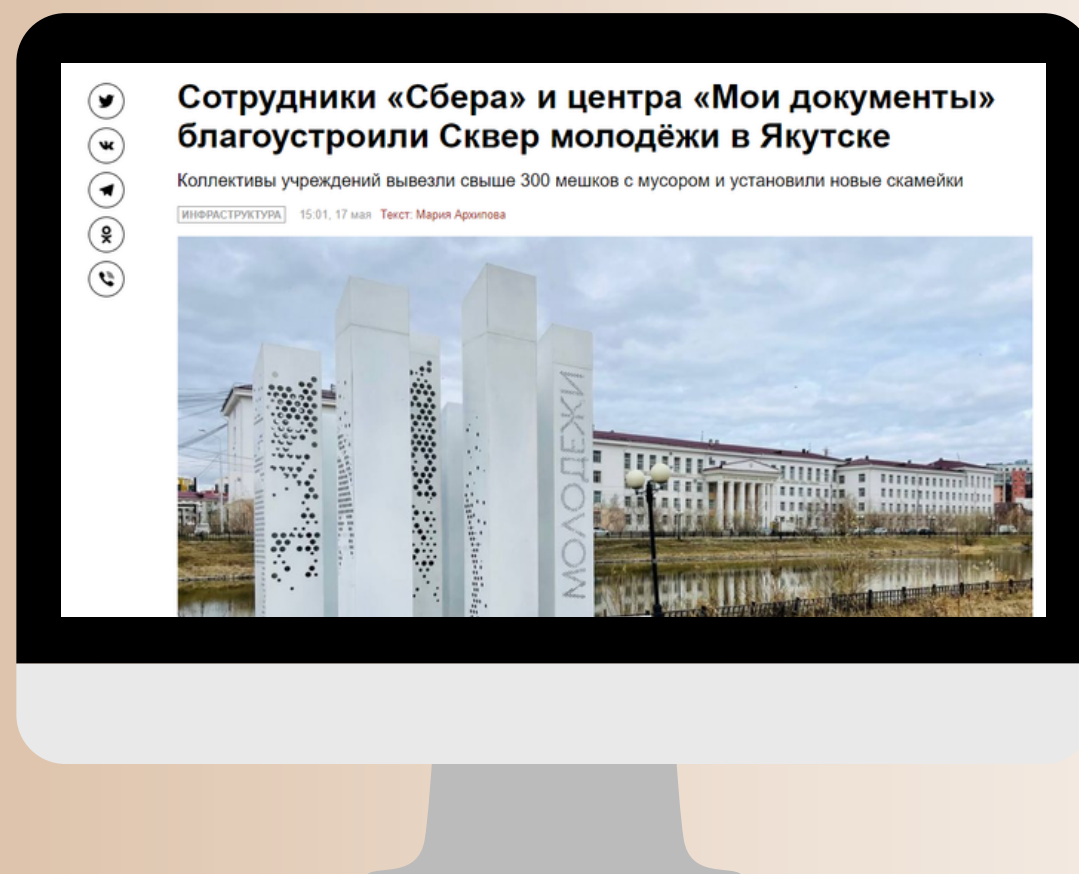 Сотрудники «Сбера» и центра «Мои документы»
благоустроили Сквер молодёжи в Якутске
Коллективы учреждений вывезли свыше 300 мешков с мусором и установили новые скамейки
ИНФРАСТРУКТУРА 15:01, 17 мая Текст: Мария Архипова
МОЛОДЕЖИ